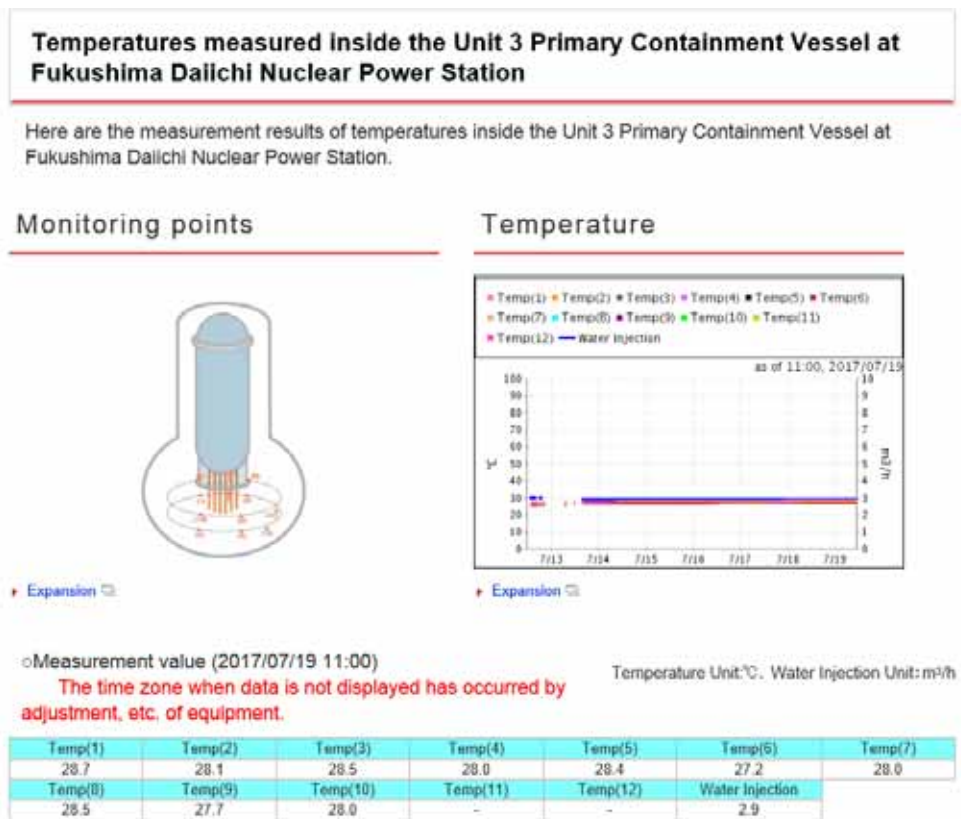 Temperatures measured inside the Unit 3 Primary Containment Vessel at
Fukushima Daiichi Nuclear Power Station
Here are the measurement results of temperatures inside the Unit 3 Primary Containment Vessel at
Fukushima Daiichi Nuclear Power Station.
Monitoring points
Temperature
Temp(1) Temp(2) Temp(3) Temp(4) Temp(5) Temp(6)
Temp(7) Temp(8) Temp(9) Temp(10) Temp(11)
Temp(12) Water Injection
as of 11:00, 2017/07/19
100 10
90 9
80 8
70 7
60 6
50 5
40 4
30 3
20 2
10 1
0 0
℃
m3/h
7/13 7/14 7/15 7/16 7/17 7/18 7/19
Expansion
Expansion
○Measurement value (2017/07/19 11:00)
Temperature Unit:℃. Water Injection Unit:m³/h
The time zone when data is not displayed has occurred by
adjustment, etc. of equipment.
Temp(1) Temp(2) Temp(3) Temp(4) Temp(5) Temp(6) Temp(7)
28.7 28.1 28.5 28.0 28.4 27.2 28.0
Temp(8) Temp(9) Temp(10) Temp(11) Temp(12) Water Injection
28.5 27.7 28.0 - - 2.9